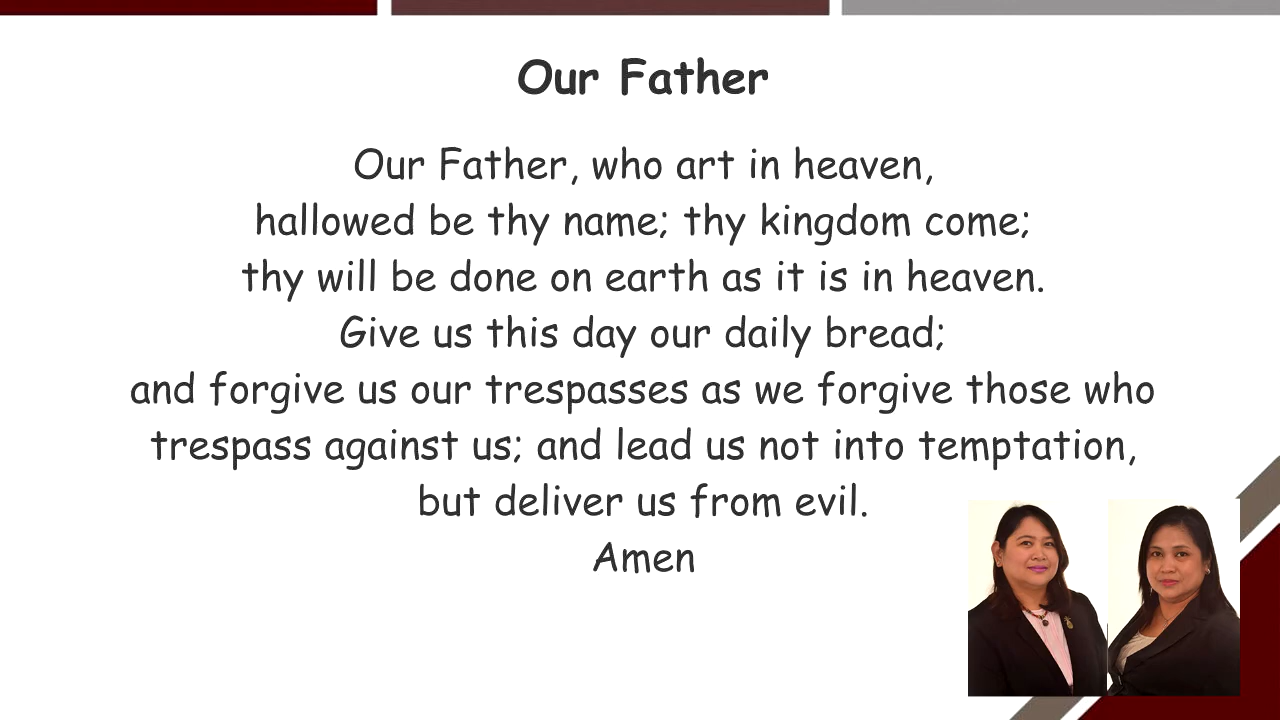 Our Father
Our Father, who art in heaven,
hallowed be thy name; thy kingdom come;
thy will be done on earth as it is in heaven.
Give us this day our daily bread;
and forgive us our trespasses as we forgive those who
trespass against us; and lead us not into temptation,
but deliver us from evil.
Amen